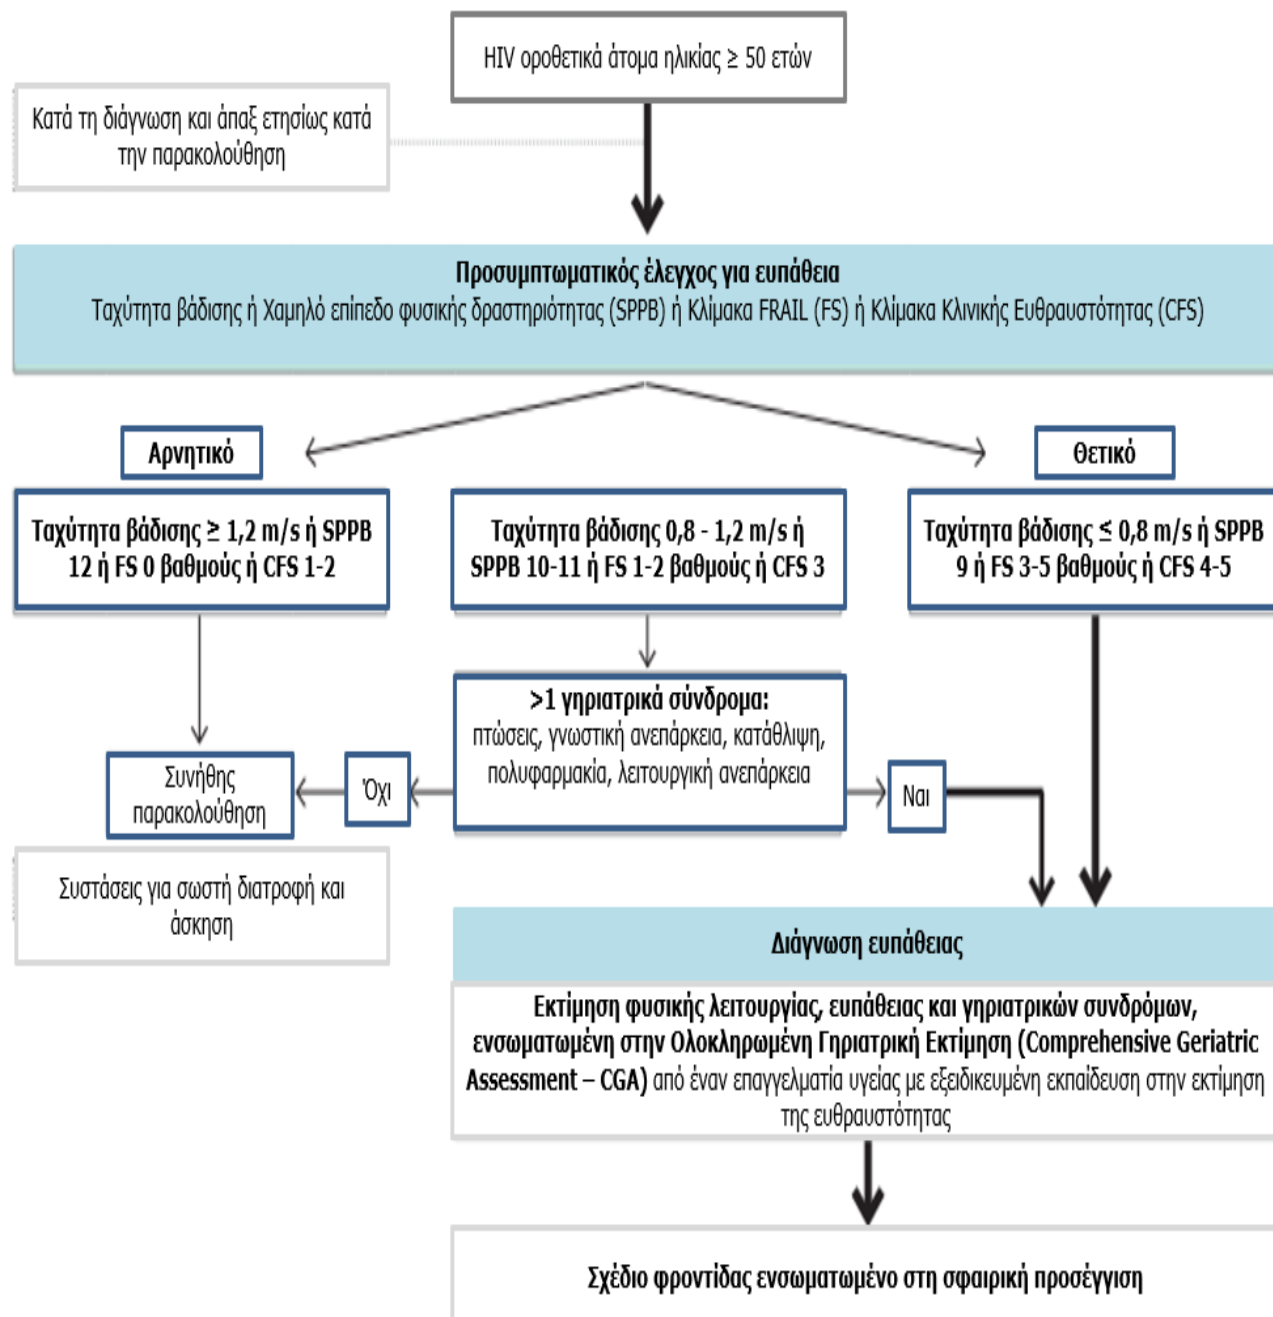 HIV οροθετικά άτομα ηλικίας ≥ 50 ετών
Κατά τη διάγνωση και άπαξ ετησίως κατά
την παρακολούθηση
Προσυμπτωματικός έλεγχος για ευπάθεια
Ταχύτητα βάδισης ή Χαμηλό επίπεδο φυσικής δραστηριότητας (SPPB) ή Κλίμακα FRAIL (FS) ή Κλίμακα Κλινικής Ευθραυστότητας (CFS)
Αρνητικό
Θετικό
Ταχύτητα βάδισης ≥ 1,2 m/s ή SPPB
12 ή FS 0 βαθμούς ή CFS 1-2
Ταχύτητα βάδισης 0,8 - 1,2 m/s ή
SPPB 10-11 ή FS 1-2 βαθμούς ή CFS 3
Ταχύτητα βάδισης ≤ 0,8 m/s ή SPPB
9 ή FS 3-5 βαθμούς ή CFS 4-5
>1 γηριατρικά σύνδρομα:
πτώσεις, γνωστική ανεπάρκεια, κατάθλιψη,
πολυφαρμακία, λειτουργική ανεπάρκεια
Συνήθης
παρακολούθηση
Όχι
Ναι
Συστάσεις για σωστή διατροφή και
άσκηση
Διάγνωση ευπάθειας
Εκτίμηση φυσικής λειτουργίας, ευπάθειας και γηριατρικών συνδρόμων,
ενσωματωμένη στην Ολοκληρωμένη Γηριατρική Εκτίμηση (Comprehensive Geriatric
Assessment – CGA) από έναν επαγγελματία υγείας με εξειδικευμένη εκπαίδευση στην εκτίμηση
της ευθραυστότητας
Σχέδιο φροντίδας ενσωματωμένο στη σφαιρική προσέγγιση